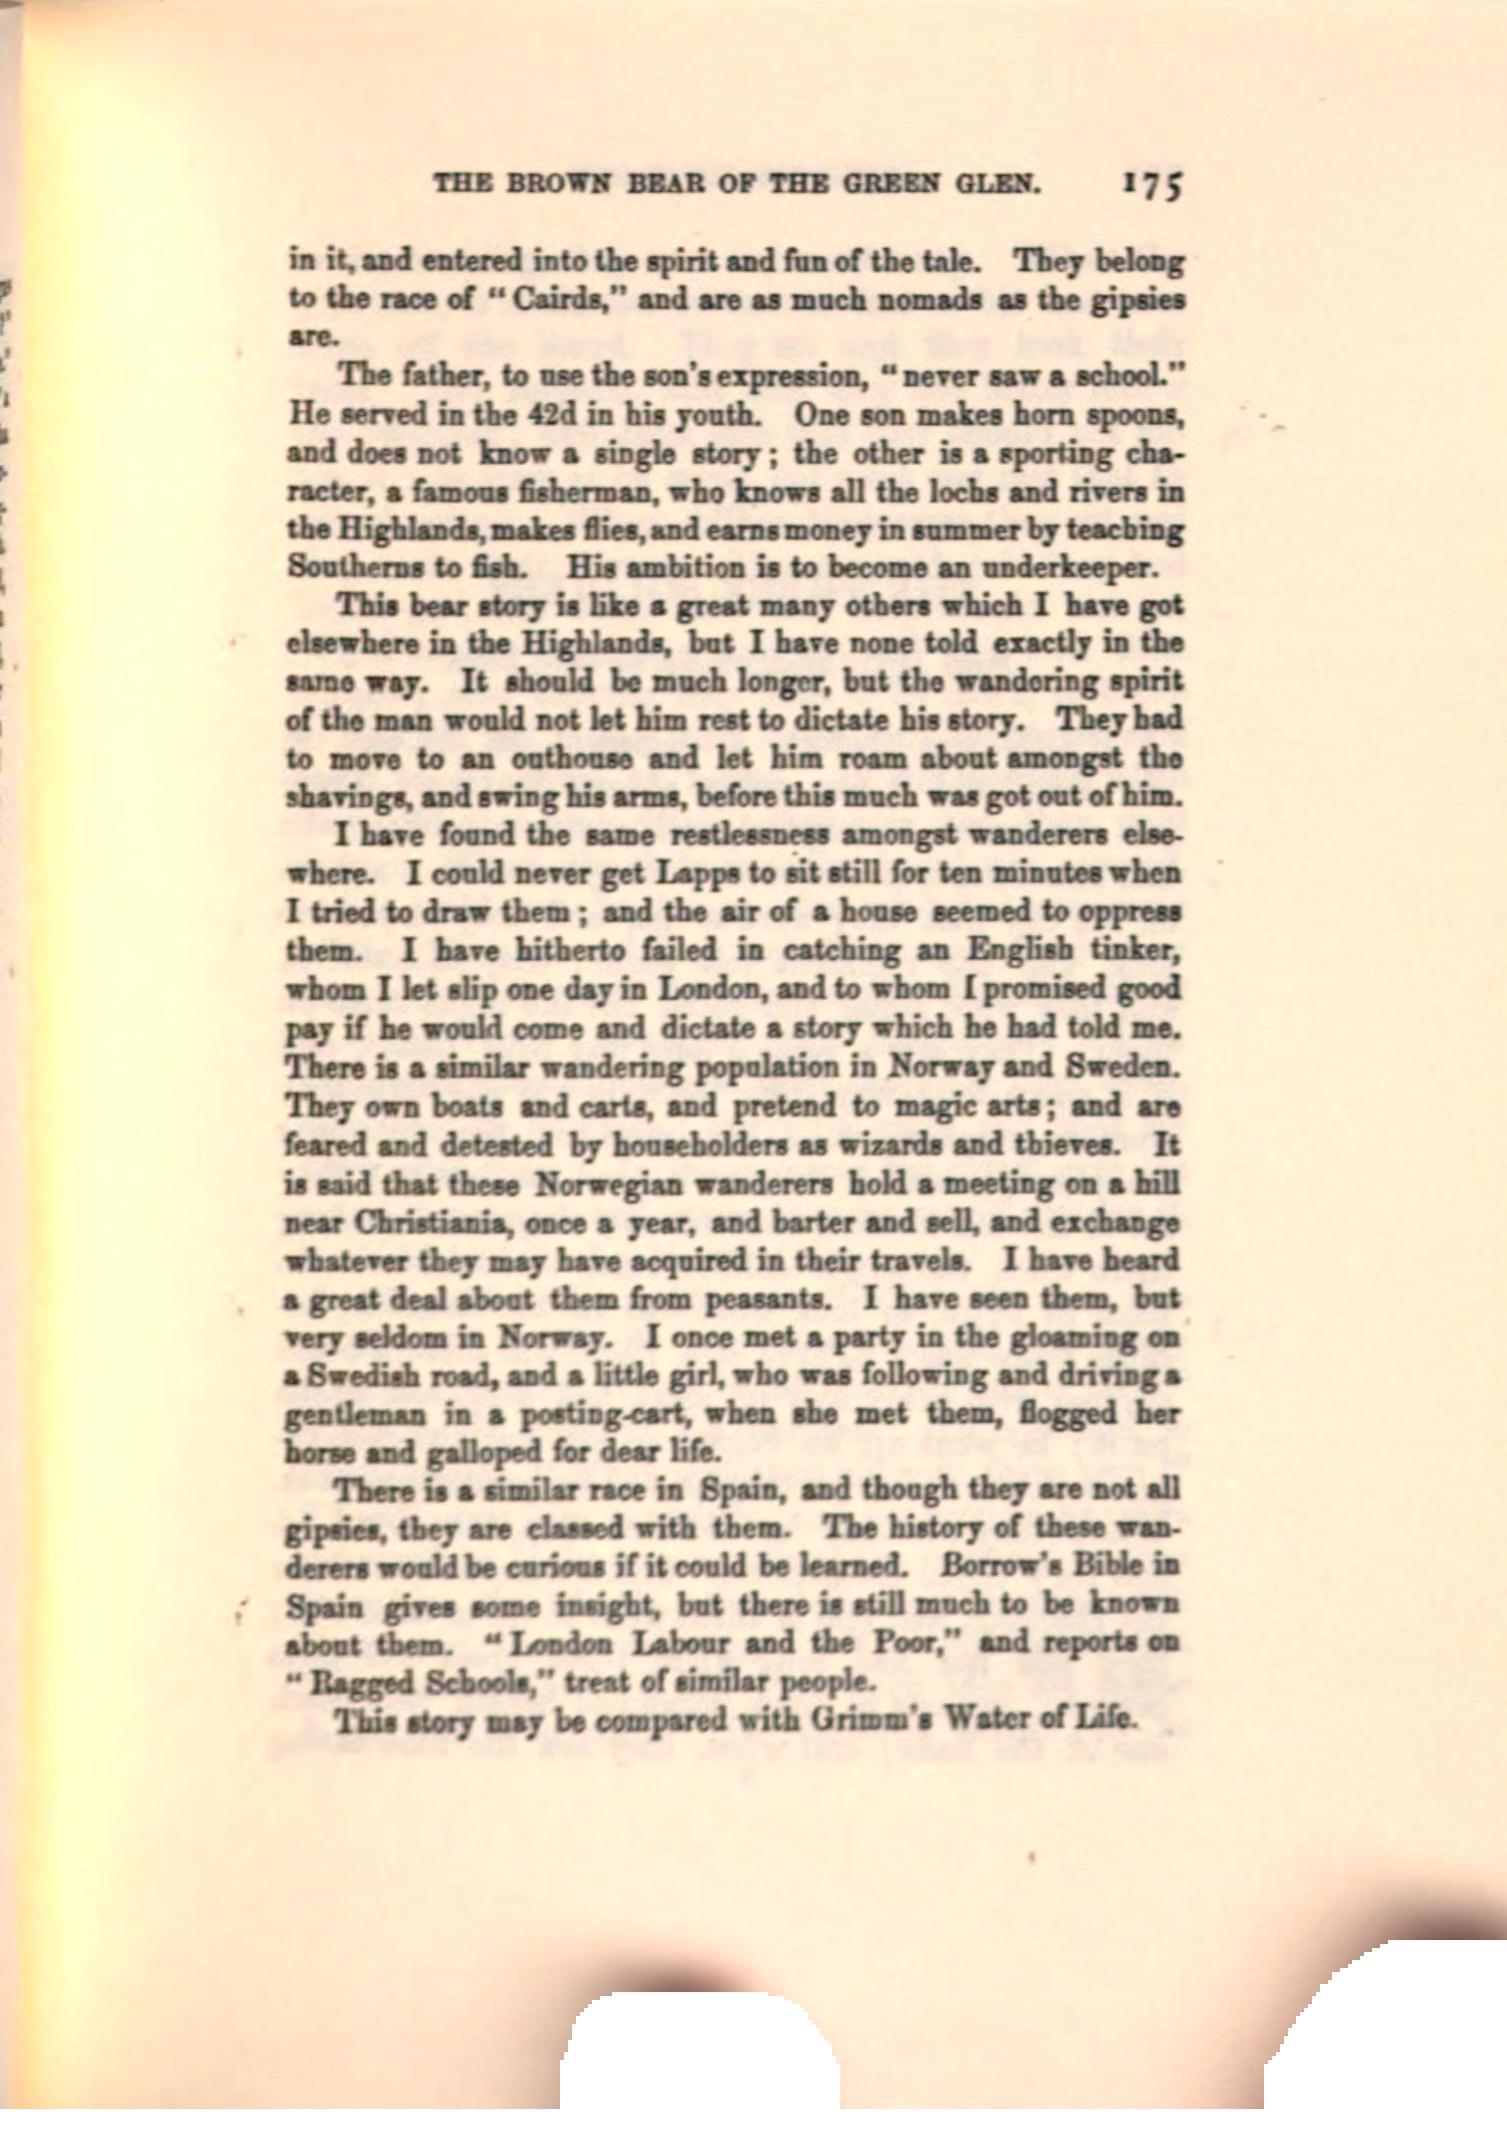 THE BROWN BEAR OF THE GREEN GLEN. 175
in it, and entered into the spirit and fun of the tale. They belong
to the race of "Cairds," and are as much nomads as the gipsies
are.
The father, to use the son's expression, "never saw a school."
He served in the 42d in his youth. One son makes horn spoons,
and does not know a single story; the other is a sporting cha-
racter, a famous fisherman, who knows all the lochs and rivers in
the Highlands, makes flies, and earns money in summer by teaching
Southerns to fish. His ambition is to become an underkeeper.
This bear story is like a great many others which I have got
elsewhere in the Highlands, but I have none told exactly in the
same way. It should be much longer, but the wandering spirit
of the man would not let him rest to dictate his story. They had
to move to an outhouse and let him roam about amongst the
shavings, and swing his arms, before this much was got out of him.
I have found the same restlessness amongst wanderers else-
where. I could never get Lapps to sit still for ten minutes when
I tried to draw them; and the air of a house seemed to oppress
them. I have hitherto failed in catching an English tinker,
whom I let slip one day in London, and to whom I promised good
pay if he would come and dictate a story which he had told me.
There is a similar wandering population in Norway and Sweden.
They own boats and carts, and pretend to magic arts; and are
feared and detested by householders as wizards and thieves. It
is said that these Norwegian wanderers hold a meeting on a hill
near Christiania, once a year, and barter and sell, and exchange
whatever they may have acquired in their travels. I have heard
a great deal about them from peasants. I have seen them, but
very seldom in Norway. I once met a party in the gloaming on
a Swedish road, and a little girl, who was following and driving a
gentleman in a posting-cart, when she met them, flogged her
horse and galloped for dear life.
There is a similar race in Spain, and though they are not all
gipsies, they are classed with them. The history of these wan-
derers would be curious if it could be learned. Borrow's Bible in
Spain gives some insight, but there is still much to be known
about them. "London Labour and the Poor," and reports on
"Ragged Schools," treat of similar people.
This story may be compared with Grimm's Water of Life.